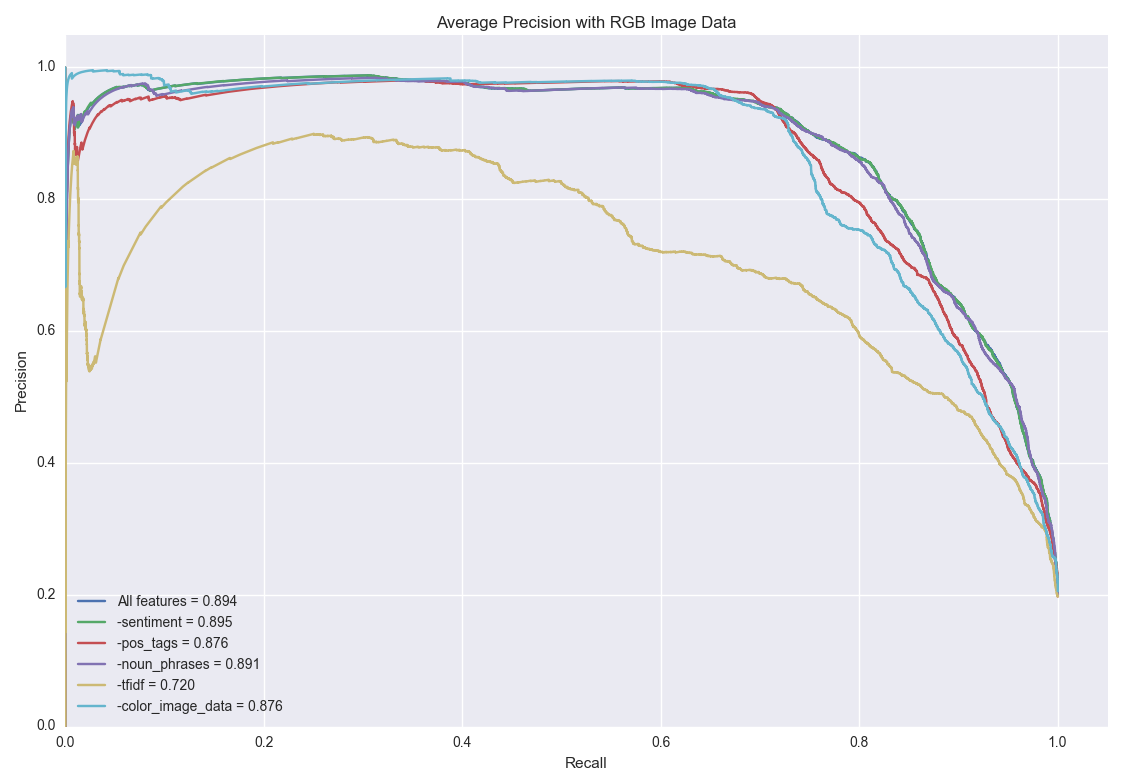 Average Precision with RGB Image Data
Precision
1.0
0.8
0.6
0.4
0.2
0.0
All features = 0.894
-sentiment = 0.895
-pos_tags = 0.876
-noun_phrases = 0.891
-tfidf = 0.720
-color_image_data = 0.876
0.0 0.2 0.4 0.6 0.8 1.0
Recall